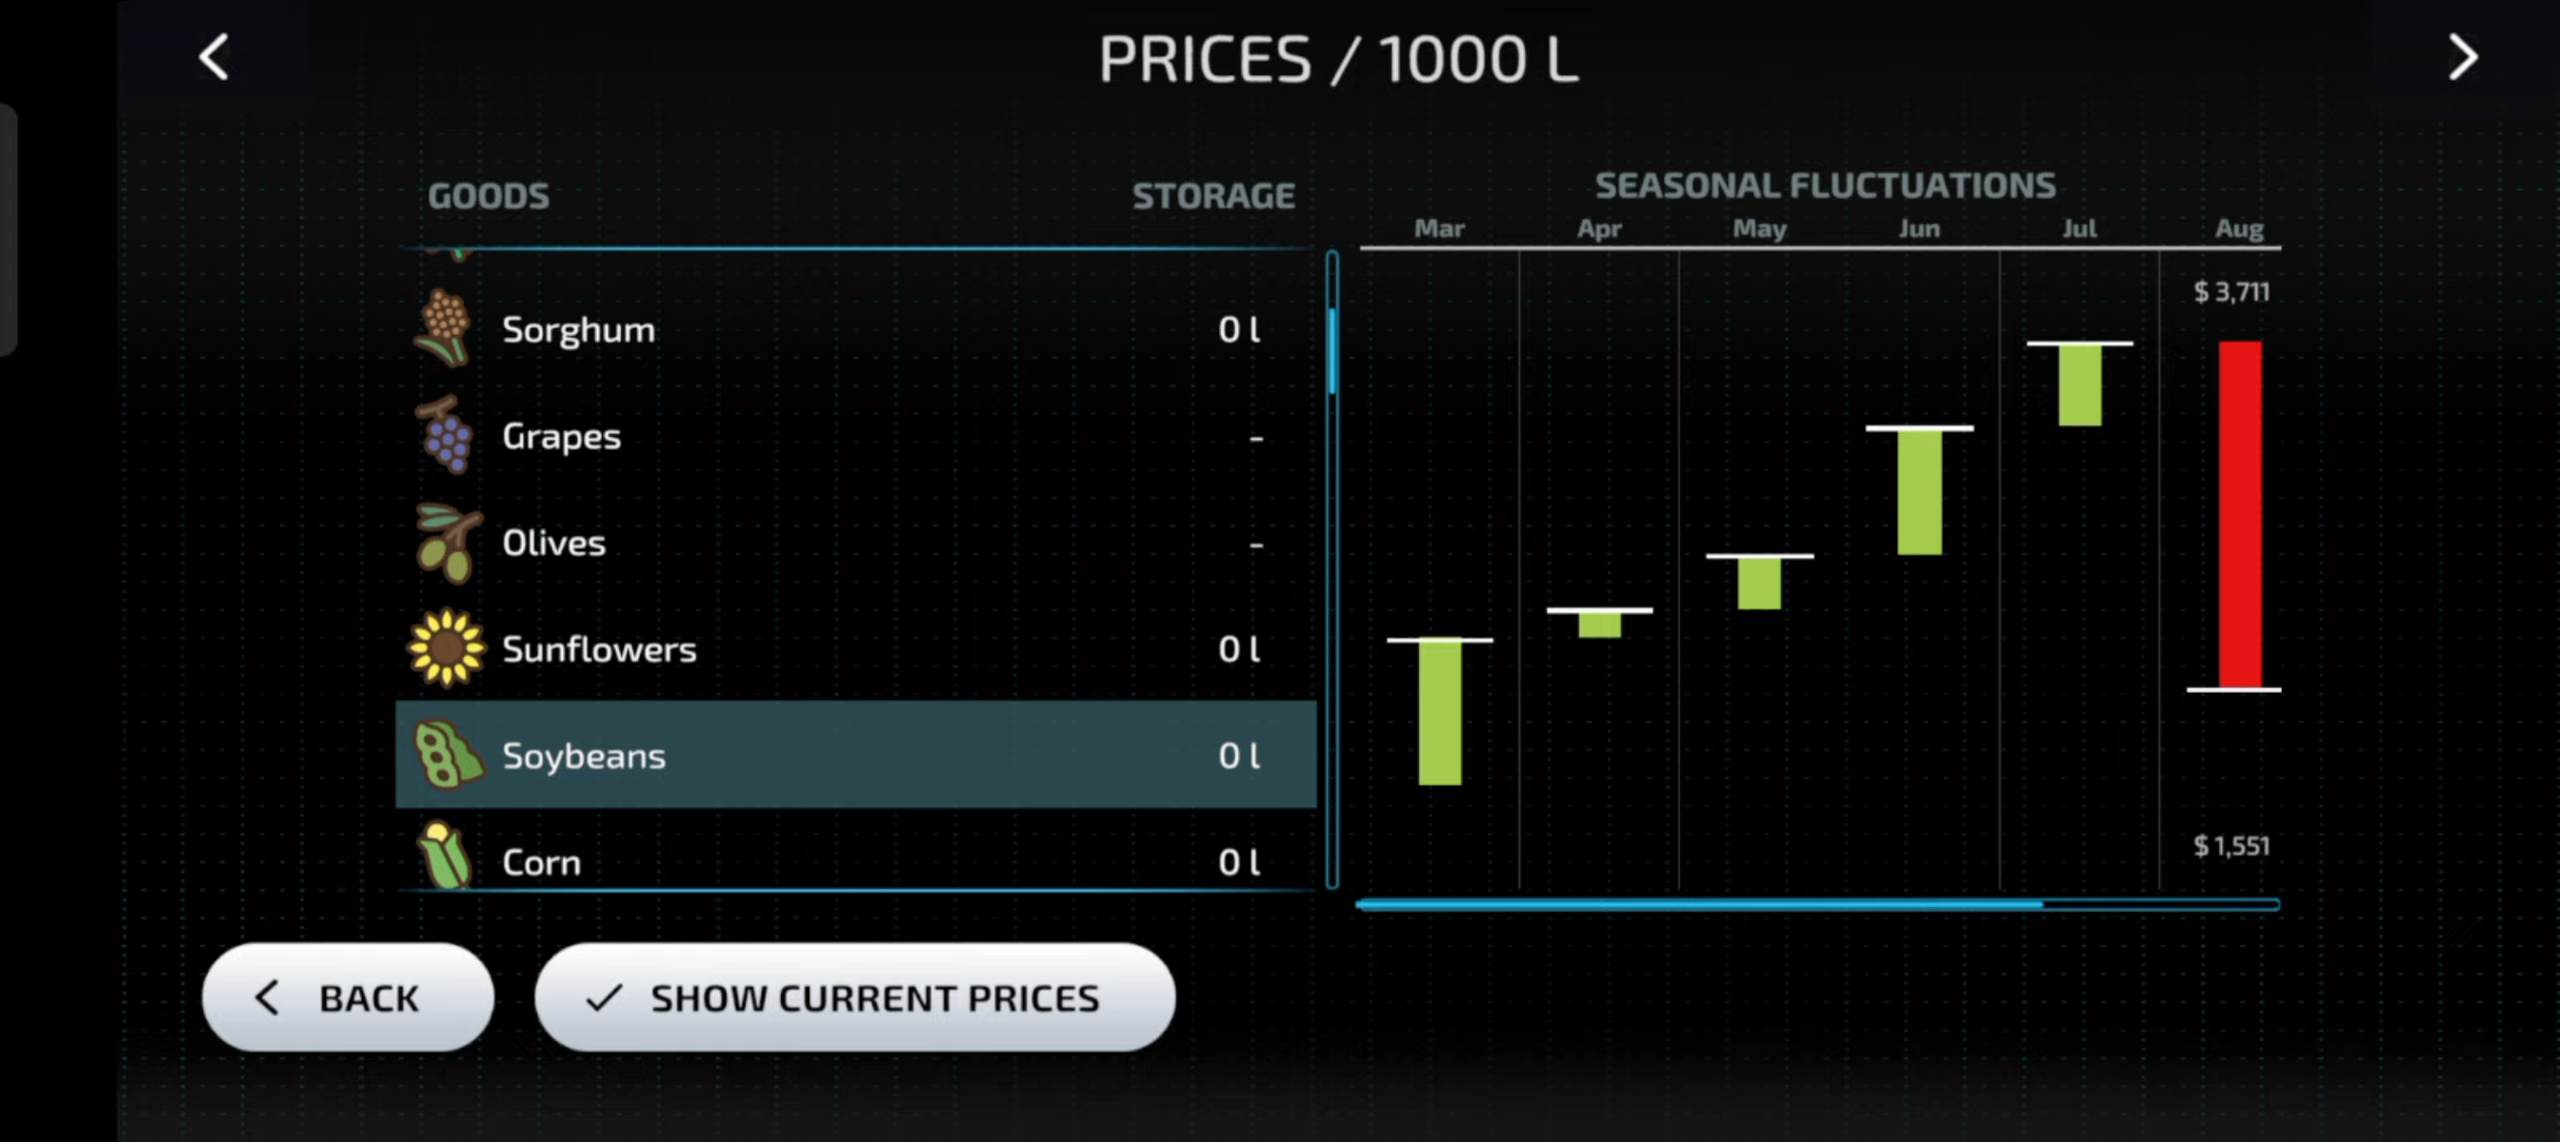 PRICES / 1000 L
GOODS
STORAGE
Sorghum 0 l
Grapes -
Olives -
Sunflowers 0 l
Soybeans 0 l
Corn 0 l
SEASONAL FLUCTUATIONS
Mar Apr May Jun Jul Aug
$ 3,711
$ 1,551
BACK
SHOW CURRENT PRICES